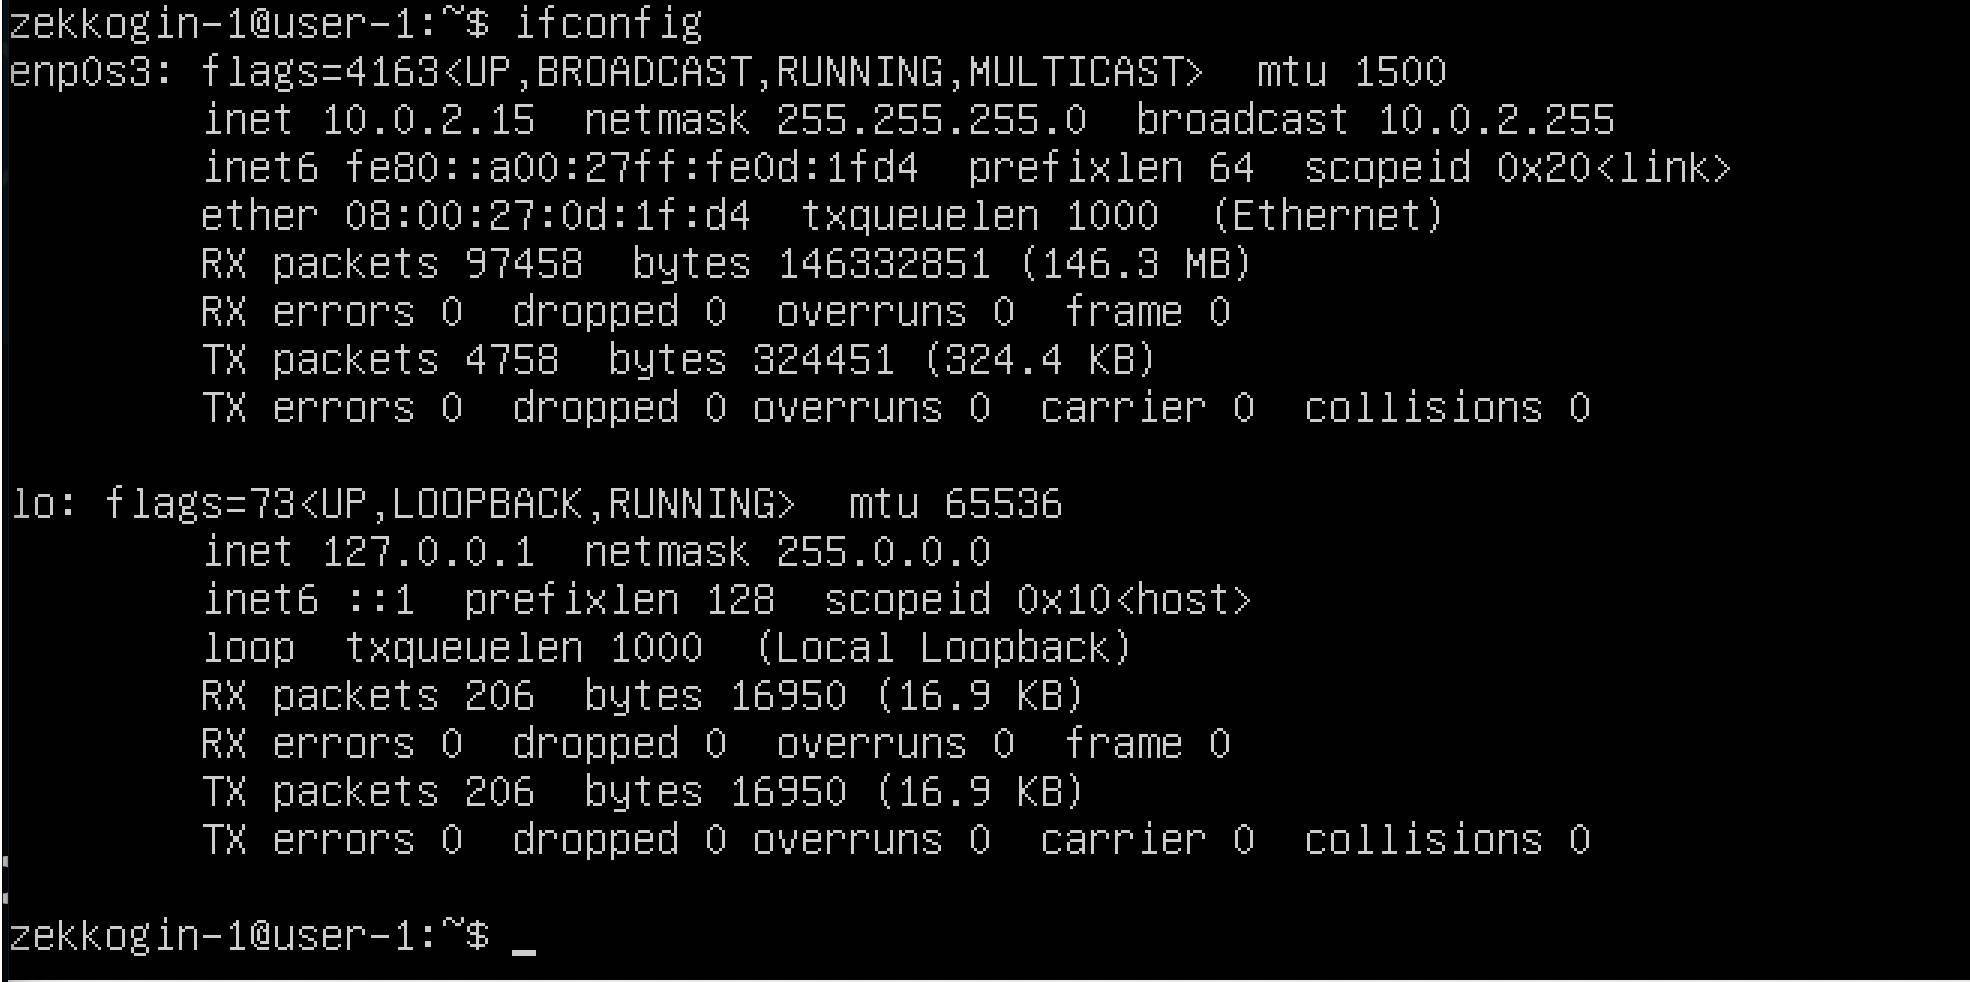 zekkogin-1@user-1:~$ ifconfig
enp0s3: flags=4163<UP,BROADCAST,RUNNING,MULTICAST>  mtu 1500
        inet 10.0.2.15  netmask 255.255.255.0  broadcast 10.0.2.255
        inet6 fe80::a00:27ff:fe0d:1fd4  prefixlen 64  scopeid 0x20<link>
        ether 08:00:27:0d:1f:d4  txqueuelen 1000  (Ethernet)
        RX packets 97458  bytes 146332851 (146.3 MB)
        RX errors 0  dropped 0  overruns 0  frame 0
        TX packets 4758  bytes 324451 (324.4 KB)
        TX errors 0  dropped 0 overruns 0  carrier 0  collisions 0

lo: flags=73<UP,LOOPBACK,RUNNING>  mtu 65536
        inet 127.0.0.1  netmask 255.0.0.0
        inet6 ::1  prefixlen 128  scopeid 0x10<host>
        loop  txqueuelen 1000  (Local Loopback)
        RX packets 206  bytes 16950 (16.9 KB)
        RX errors 0  dropped 0  overruns 0  frame 0
        TX packets 206  bytes 16950 (16.9 KB)
        TX errors 0  dropped 0 overruns 0  carrier 0  collisions 0

zekkogin-1@user-1:~$ _